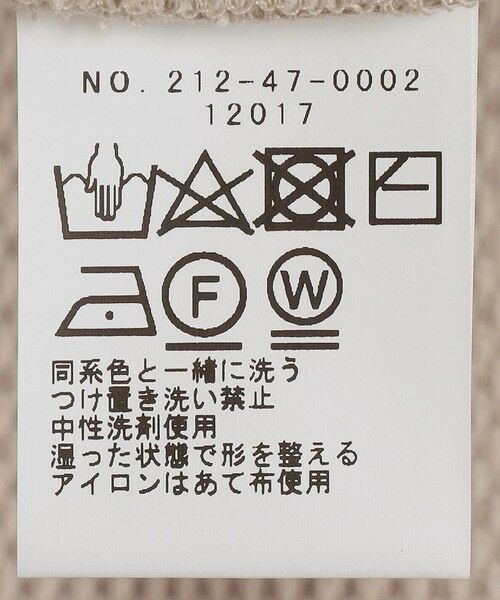 NO. 212-47-0002
12017
F W
同系色と一緒に洗う
つけ置き洗い禁止
中性洗剤使用
湿った状態で形を整える
アイロンはあて布使用